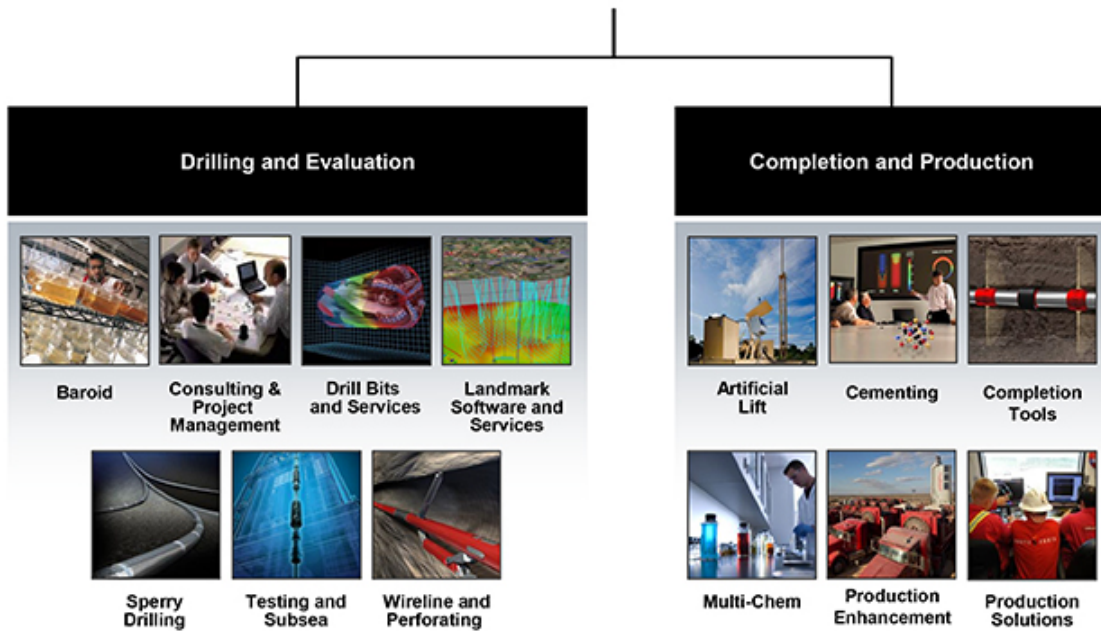 Drilling and Evaluation
Completion and Production
Baroid
Consulting &
Project
Management
Drill Bits
and Services
Landmark
Software and
Services
Artificial
Lift
Cementing
Completion
Tools
Sperry
Drilling
Testing and
Subsea
Wireline and
Perforating
Multi-Chem
Production
Enhancement
Production
Solutions